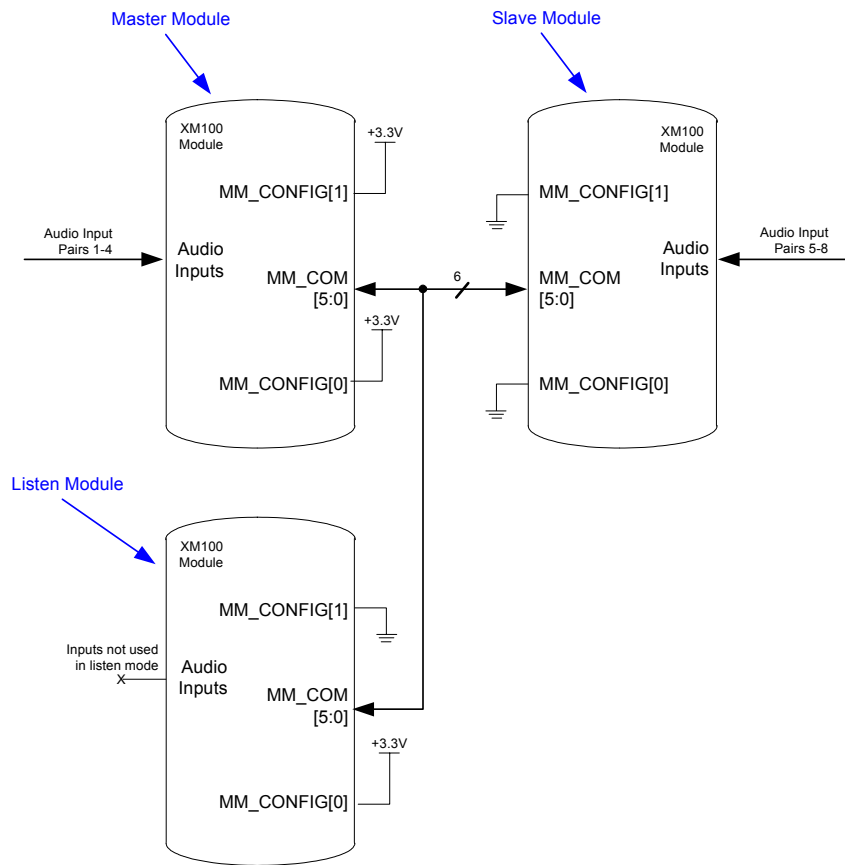 Master Module
Slave Module
XM100
Module
+3.3V
MM_CONFIG[1]
Audio Input
Pairs 1-4
Audio
Inputs
MM_COM
[5:0]
+3.3V
MM_CONFIG[0]
6
XM100
Module
MM_CONFIG[1]
MM_COM
[5:0]
Audio
Inputs
Audio Input
Pairs 5-8
MM_CONFIG[0]
Listen Module
XM100
Module
MM_CONFIG[1]
Inputs not used
in listen mode
X
Audio
Inputs
MM_COM
[5:0]
+3.3V
MM_CONFIG[0]